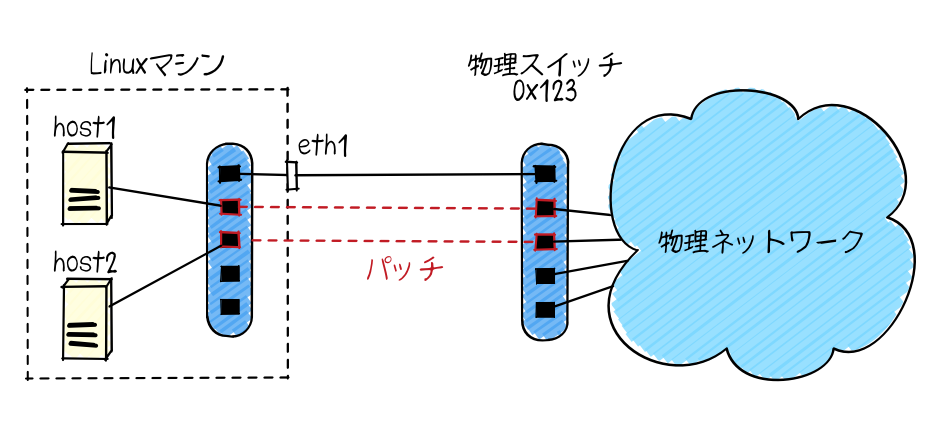 Linuxマシン
物理スイッチ
0x123
host1
eth1
物理ネットワーク
host2
パッチ